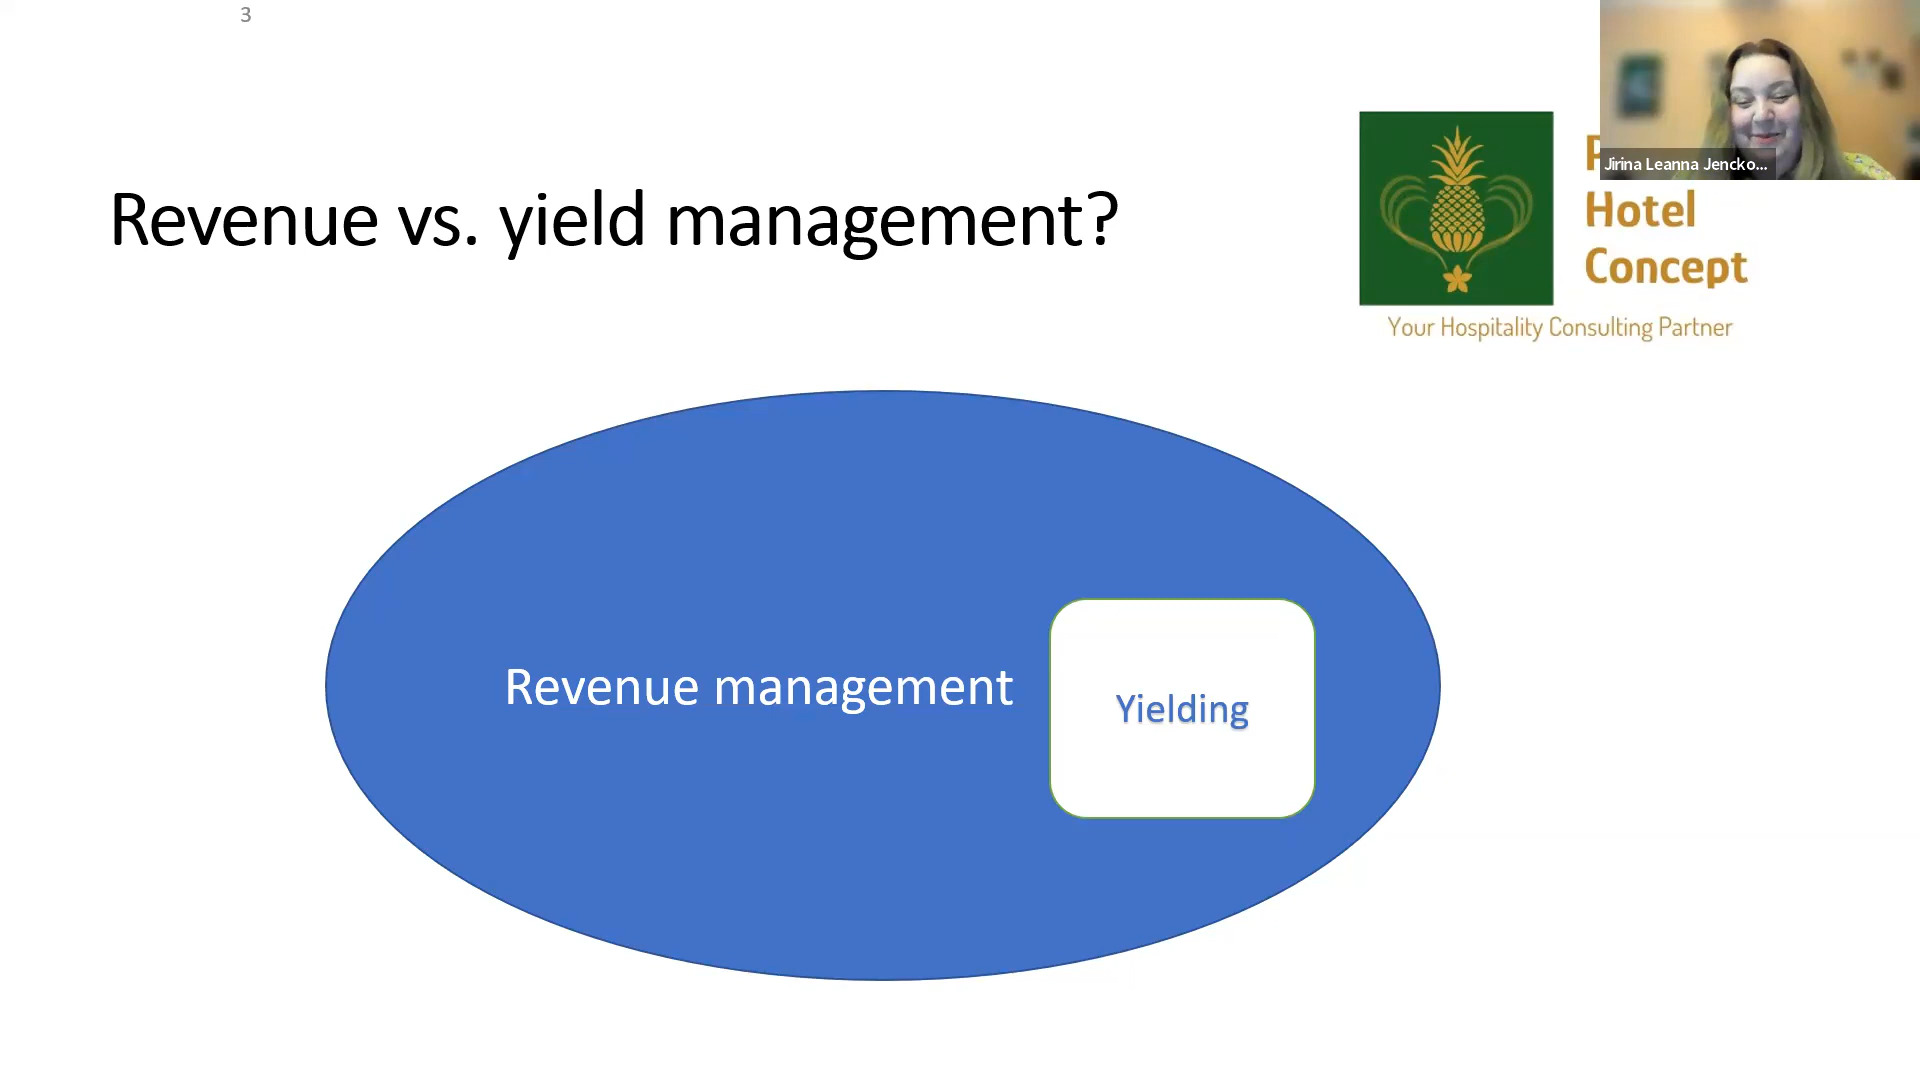 3
Jirina Leanna Jencko...
Revenue vs. yield management?
Hotel
Concept
Your Hospitality Consulting Partner
Revenue management
Yielding